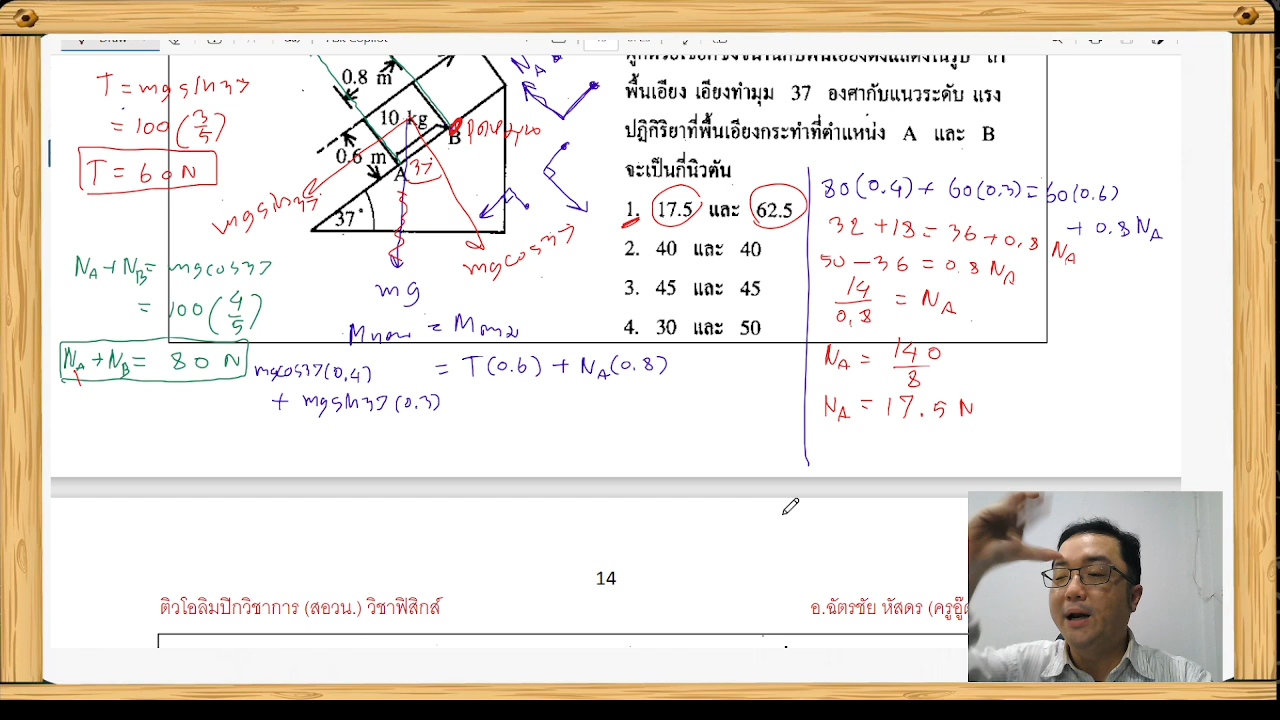 T = mg sin 37
= 100 (3/5)
T = 60 N
0.8 m
10 kg
0.6 m
A
B
37
37°
mg sin 37
mg cos 37
mg
N_A
พื้นเอียง เอียงทำมุม 37 องศากับแนวระดับ แรง
ปฏิกิริยาที่พื้นเอียงกระทำที่ตำแหน่ง A และ B
จะเป็นกี่นิวตัน
1. 17.5 และ 62.5
2. 40 และ 40
3. 45 และ 45
4. 30 และ 50
N_A + N_B = mg cos 37
= 100 (4/5)
N_A + N_B = 80 N
mg cos 37 (0.4)
+ mg sin 37 (0.3)
= T(0.6) + N_A(0.8)
80(0.4) + 60(0.3) = 60(0.6)
+ 0.8 N_A
32 + 18 = 36 + 0.8 N_A
50 - 36 = 0.8 N_A
14/0.8 = N_A
N_A = 140/8
N_A = 17.5 N
14
ติวโอลิมปิกวิชาการ (สอวน.) วิชาฟิสิกส์
อ.ฉัตรชัย หัสดร (ครูอู๊ด